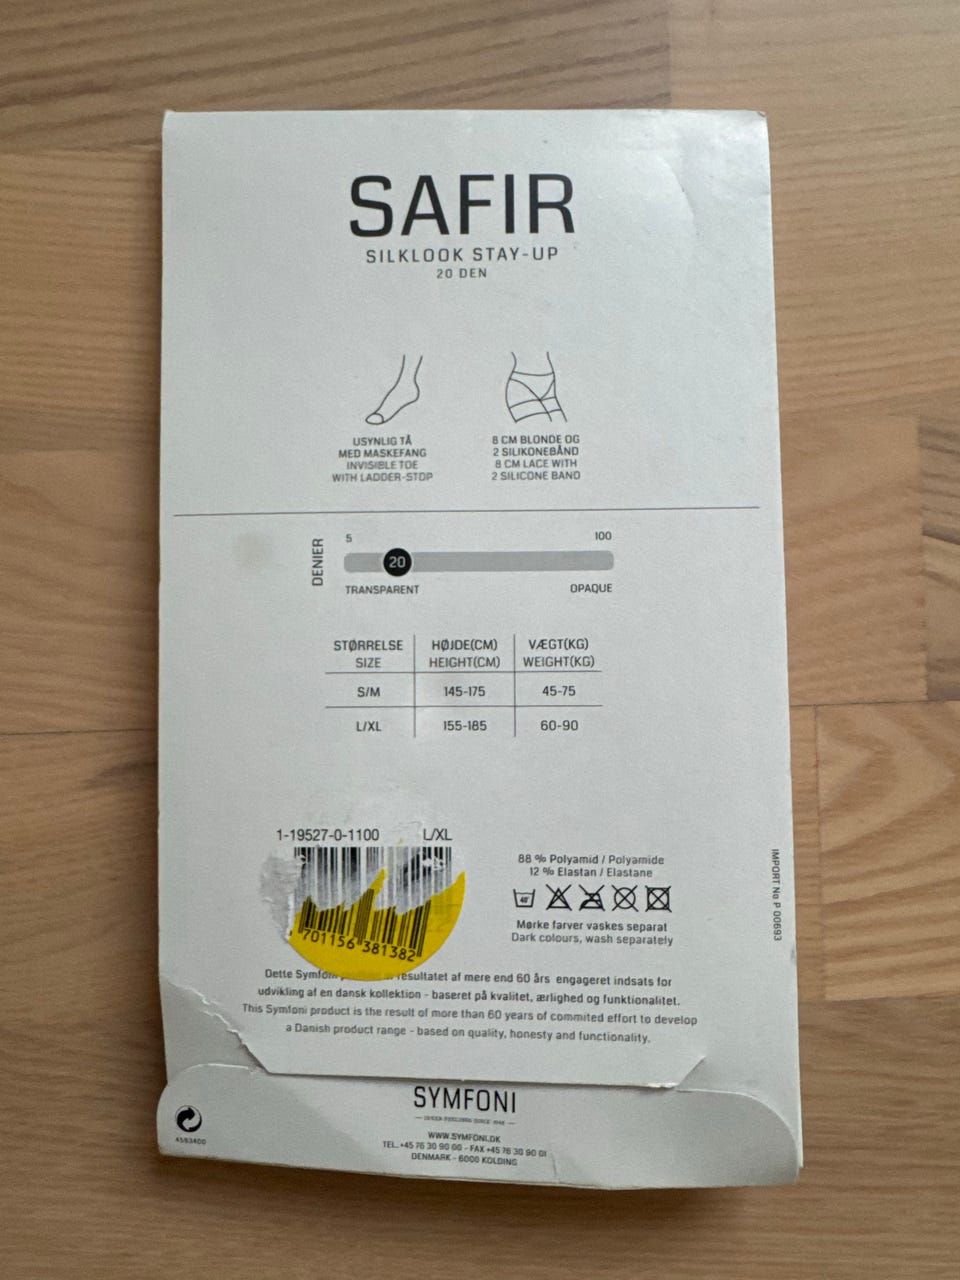 SAFIR
SILKLOOK STAY-UP
20 DEN
USYNLIG TÅ
MED MASKEFANG
INVISIBLE TOE
WITH LADDER-STOP
8 CM BLONDE OG
2 SILIKONEBÅND
8 CM LACE WITH
2 SILICONE BAND
DENIER
5 100
20
TRANSPARENT OPAQUE
STØRRELSE HØJDE(CM) VÆGT(KG)
SIZE HEIGHT(CM) WEIGHT(KG)
S/M 145-175 45-75
L/XL 155-185 60-90
1-19527-0-1100 L/XL
701156 381382
88 % Polyamid / Polyamide
12 % Elastan / Elastane
40°
Mørke farver vaskes separat
Dark colours, wash separately
IMPORT No P 00693
Dette Symfoni resultatet af mere end 60 års engageret indsats for
udvikling af en dansk kollektion - baseret på kvalitet, ærlighed og funktionalitet.
This Symfoni product is the result of more than 60 years of commited effort to develop
a Danish product range - based on quality, honesty and functionality.
SYMFONI
WWW.SYMFONI.DK
TEL. +45 76 30 90 00 - FAX +45 76 30 90 01
DENMARK - 6000 KOLDING
4593400